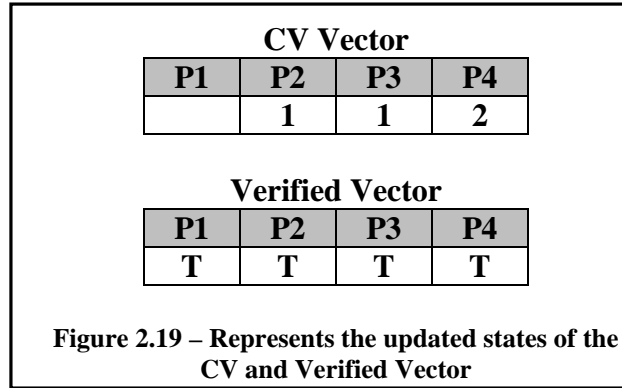 CV Vector
P1 P2 P3 P4
1 1 2
Verified Vector
P1 P2 P3 P4
T T T T
Figure 2.19 – Represents the updated states of the
CV and Verified Vector